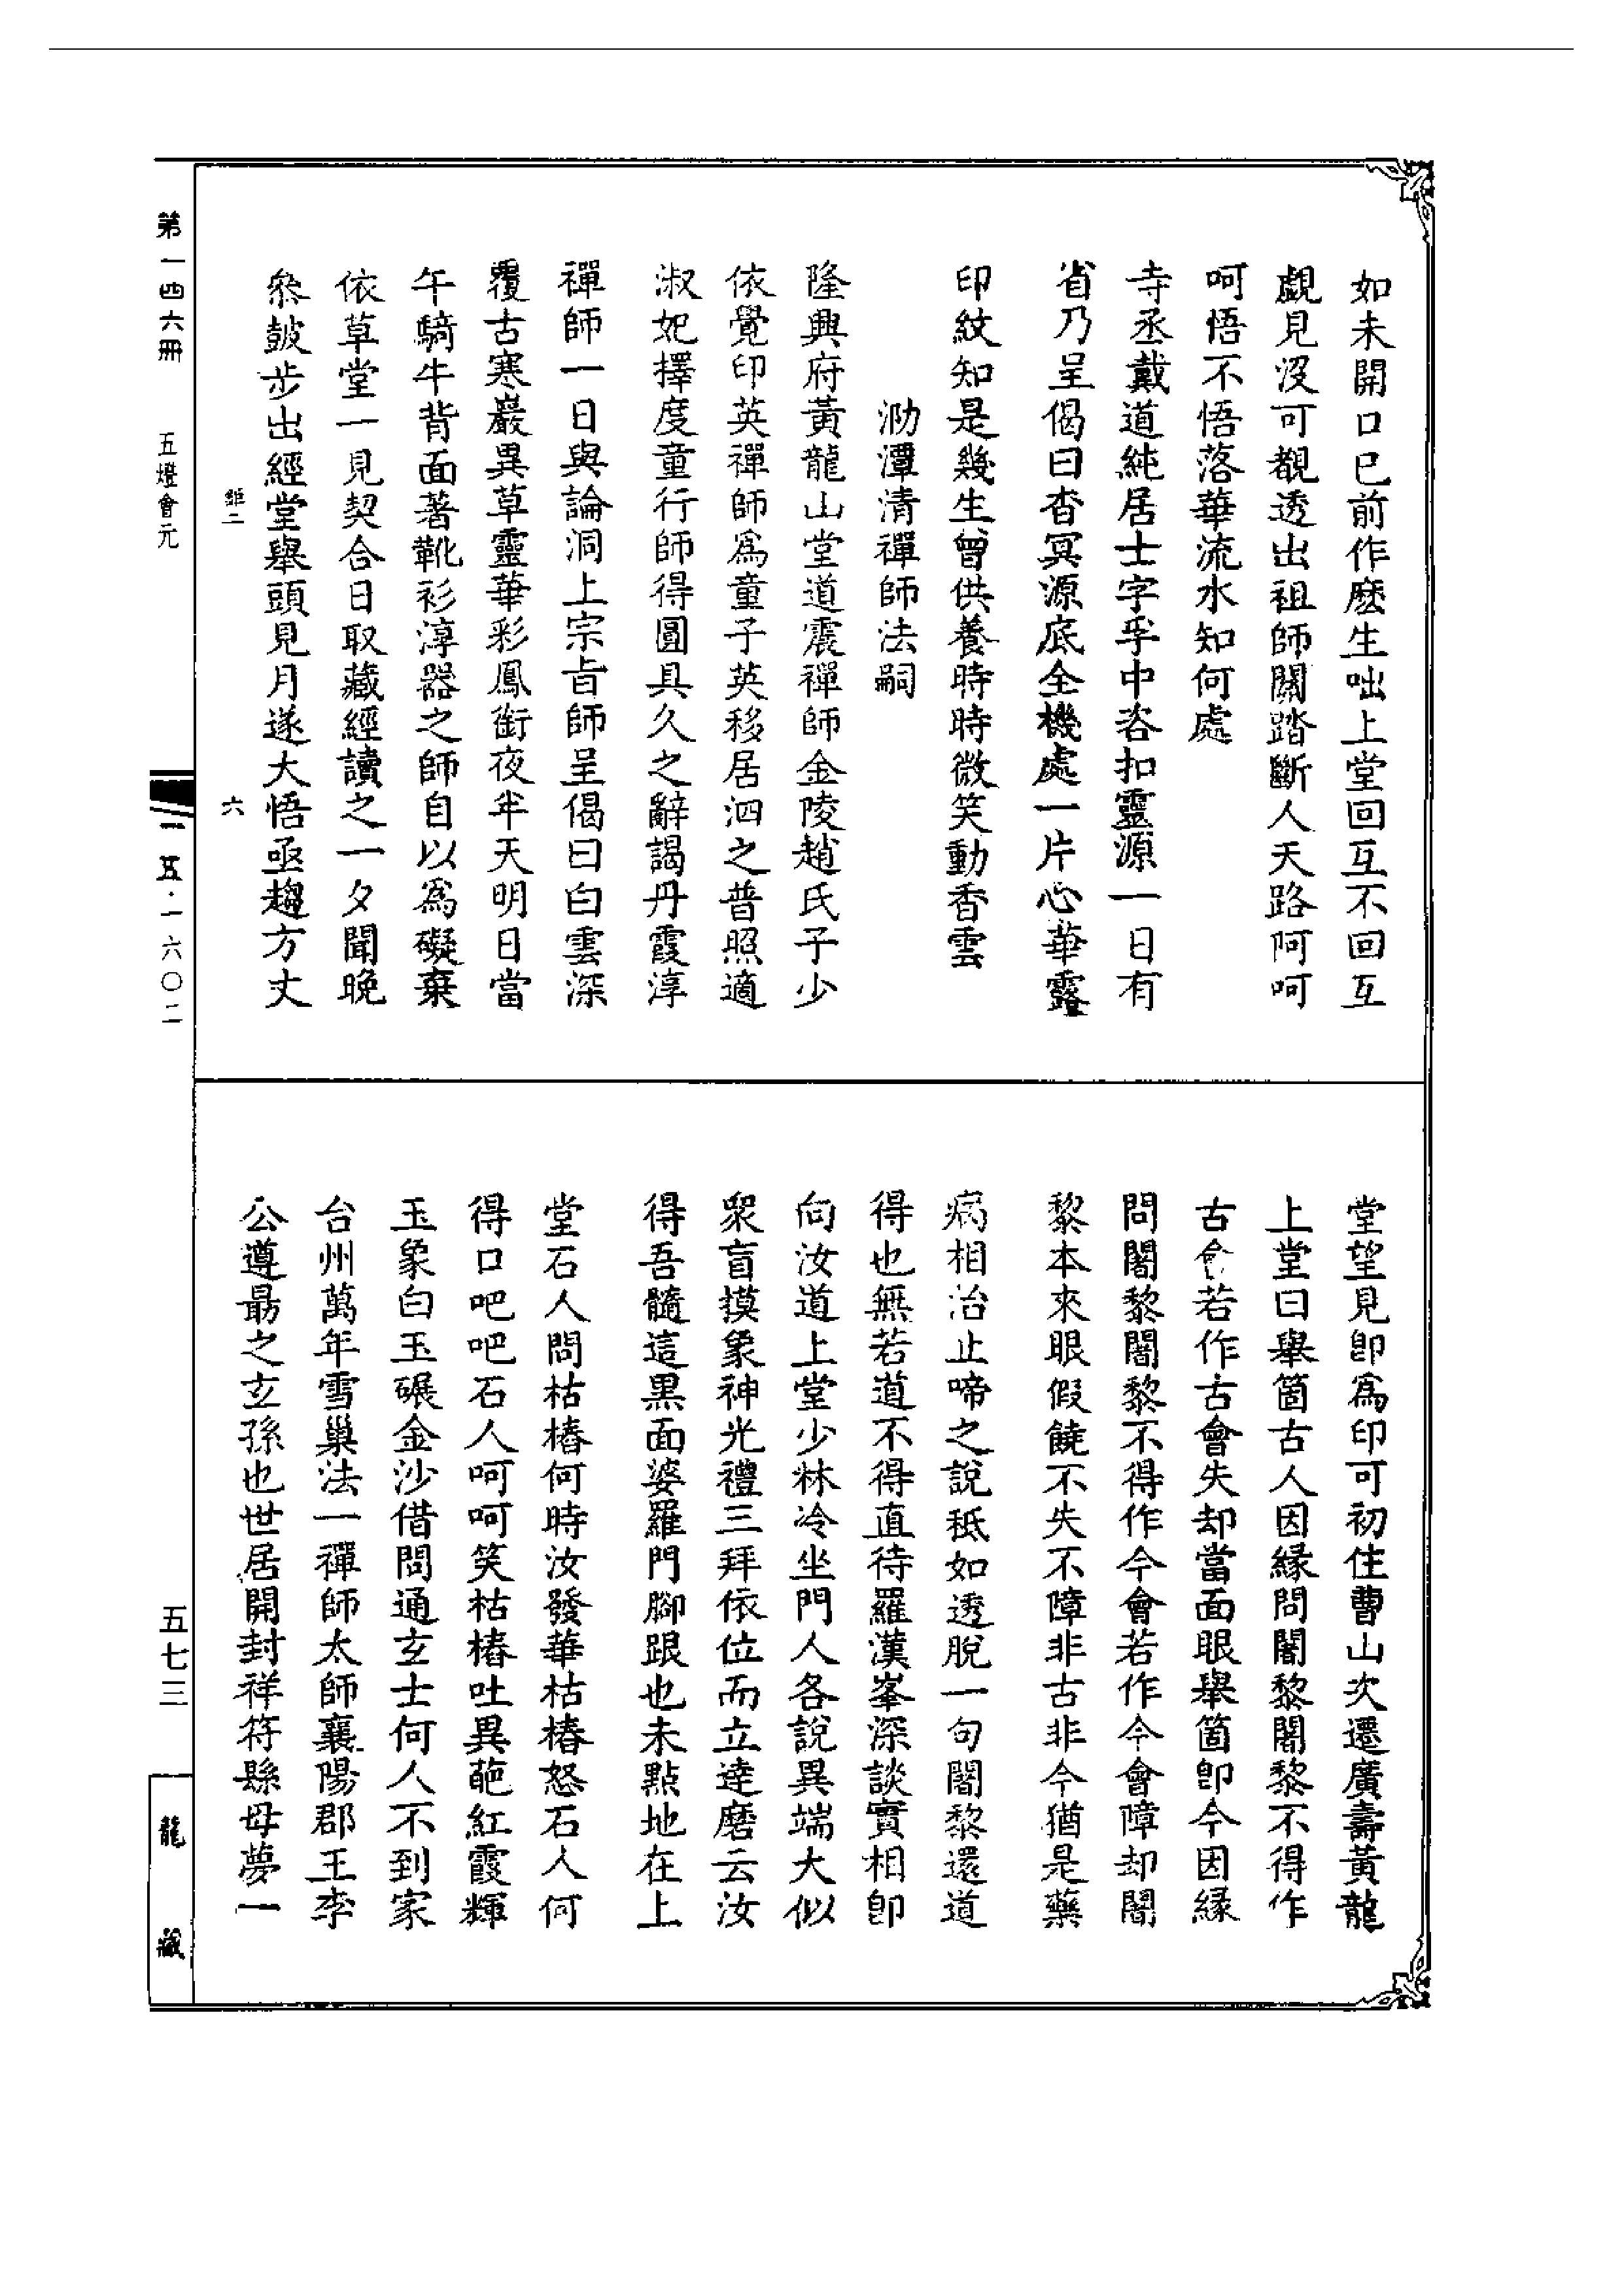 如未開口已前作麽生咄上堂回互不回互
覷見沒可覩透出祖師關踏斷人天路阿呵
呵悟不悟落華流水知何處
寺丞戴道純居士字孚中咨扣靈源一日有
省乃呈偈曰杳冥源底全機處一片心華露
印紋知是幾生曾供養時時微笑動香雲
泐潭清禪師法嗣
隆興府黃龍山堂道震禪師金陵趙氏子少
依覺印英禪師爲童子英移居泗之普照適
淑妃擇度童行師得圓具久之辭謁丹霞淳
禪師一日與論洞上宗旨師呈偈曰白雲深
覆古寒巖異草靈華彩鳳銜夜半天明日當
午騎牛背面著靴衫淳器之師自以爲礙棄
依草堂一見契合日取藏經讀之一夕聞晚
叅皷步出經堂舉頭見月遂大悟亟趨方丈
堂望見卽爲印可初住曹山次遷廣壽黃龍
上堂曰舉箇古人因緣問闍黎闍黎不得作
古會若作古會失却當面眼舉箇卽今因緣
問闍黎闍黎不得作今會若作今會障却闍
黎本來眼假饒不失不障非古非今猶是藥
病相治止啼之說秖如透脫一句闍黎還道
得也無若道不得直待羅漢峯深談實相卽
向汝道上堂少林冷坐門人各說異端大似
衆盲摸象神光禮三拜依位而立達磨云汝
得吾髓這黑面婆羅門腳跟也未點地在上
堂石人問枯樁何時汝發華枯樁怒石人何
得口吧吧石人呵呵笑枯樁吐異葩紅霞輝
玉象白玉碾金沙借問通玄士何人不到家
台州萬年雪巢法一禪師太師襄陽郡王李
公遵勗之玄孫也世居開封祥符縣母夢一
第一四六冊
五燈會元
六
一五·一六〇二
五七三
龍藏